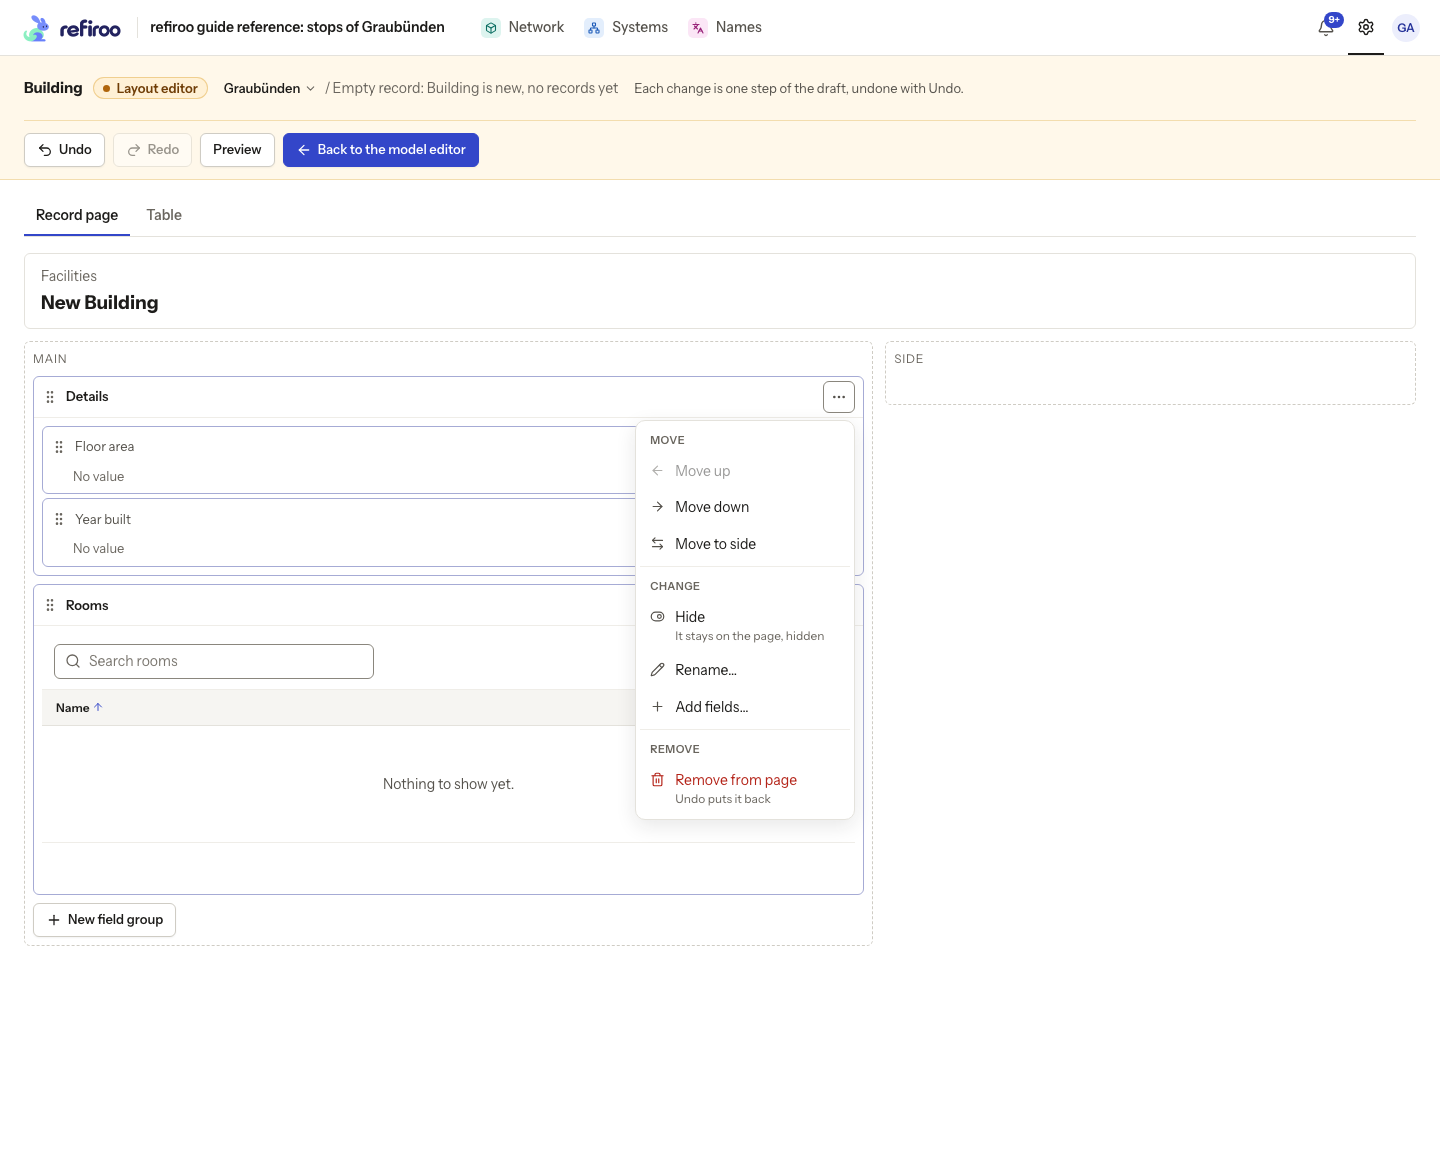 refiroo
refiroo guide reference: stops of Graubünden
Network
Systems
Names
9+
GA
Building
Layout editor
Graubünden
/ Empty record: Building is new, no records yet
Each change is one step of the draft, undone with Undo.
Undo
Redo
Preview
Back to the model editor
Record page
Table
Facilities
New Building
MAIN
SIDE
Details
Floor area
No value
Year built
No value
MOVE
Move up
Move down
Move to side
CHANGE
Hide
It stays on the page, hidden
Rename...
Add fields...
REMOVE
Remove from page
Undo puts it back
Rooms
Search rooms
Name
Nothing to show yet.
New field group